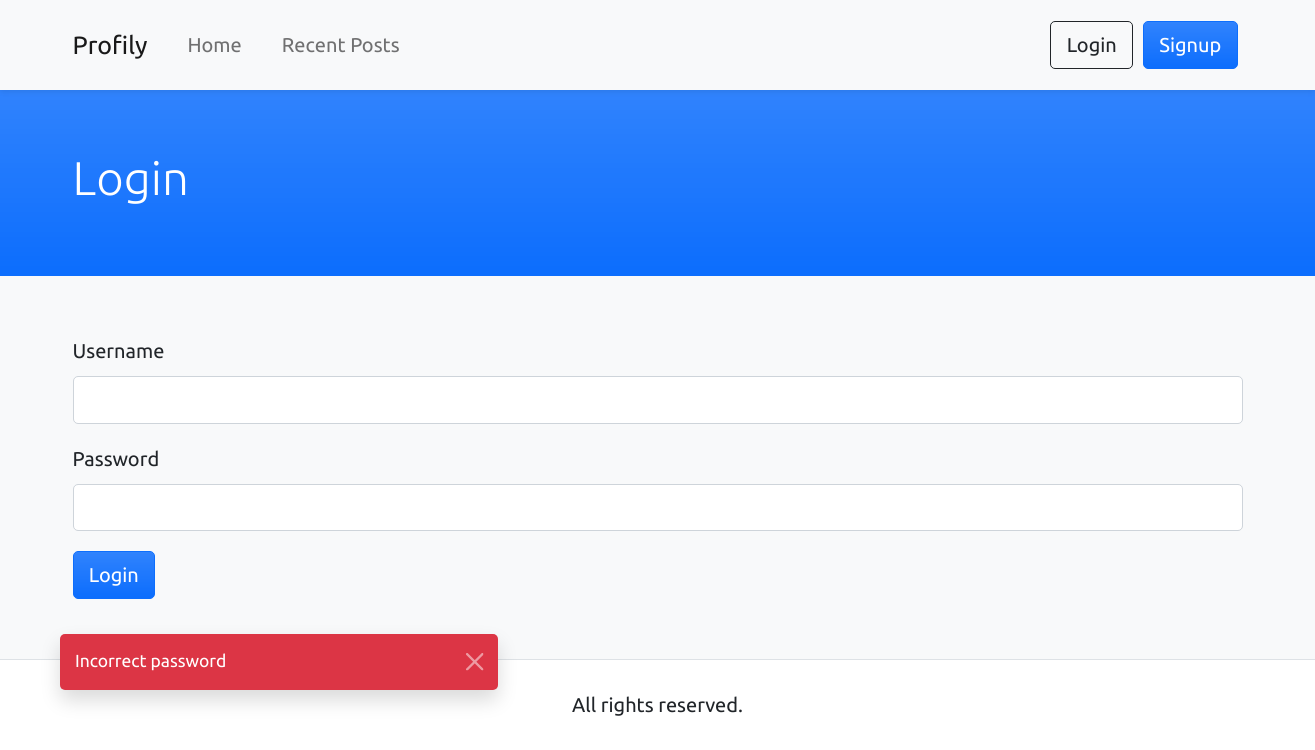 Profily Home Recent Posts Login Signup
Login
Username
Password
Login
Incorrect password
All rights reserved.